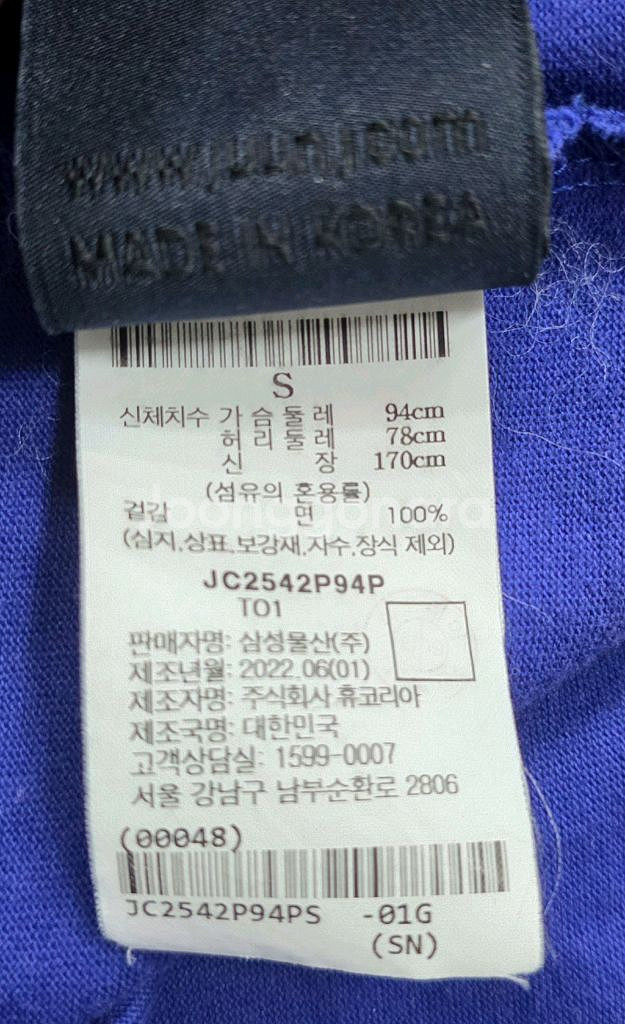 www.juunj.com
MADE IN KOREA
S
신체치수 가 슴 둘 레 94cm
허 리 둘 레 78cm
신 장 170cm
(섬유의 혼용률)
겉감 면 100%
(심지,상표,보강재,자수,장식 제외)
JC2542P94P
T01
판매자명: 삼성물산(주)
제조년월: 2022.06(01)
제조자명: 주식회사 휴코리아
제조국명: 대한민국
고객상담실: 1599-0007
서울 강남구 남부순환로 2806
(00048)
JC2542P94PS -01G
(SN)